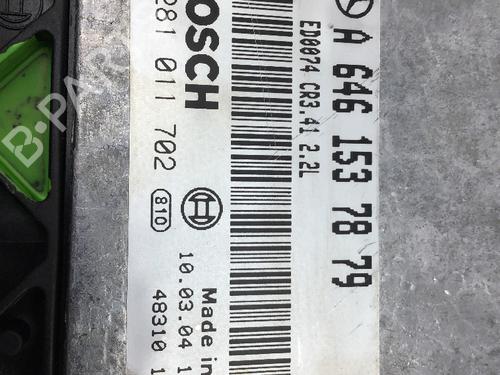 A 646 153 78 79
ED0074 CR3.41 2.2L
BOSCH
281 011 702
810
10.03.04 1
Made in
48310 1
B-PARTS